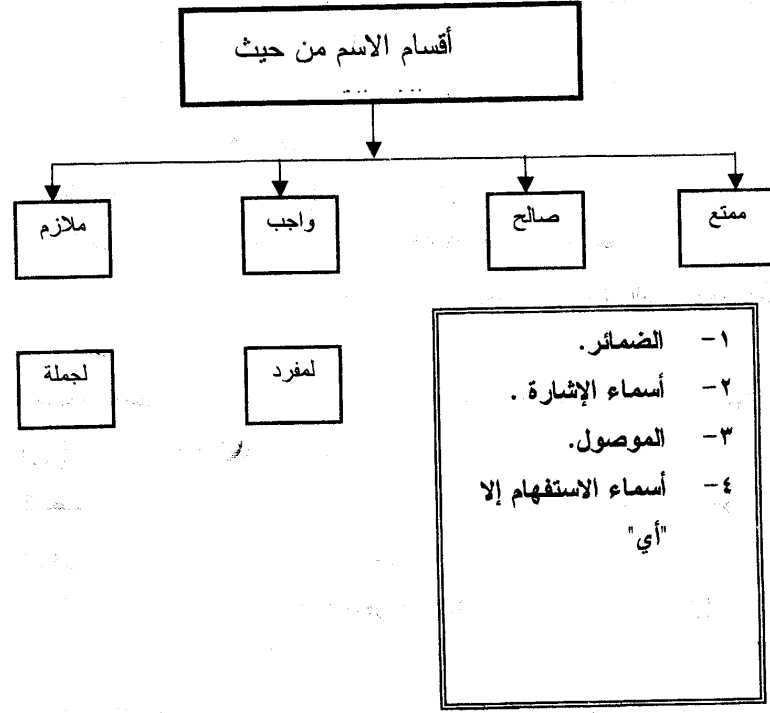 أقسام الاسم من حيث
ممتع
صالح
واجب
ملازم
لمفرد
لجملة
١- الضمائر.
٢- أسماء الإشارة .
٣- الموصول.
٤- أسماء الاستفهام إلا
"أي"